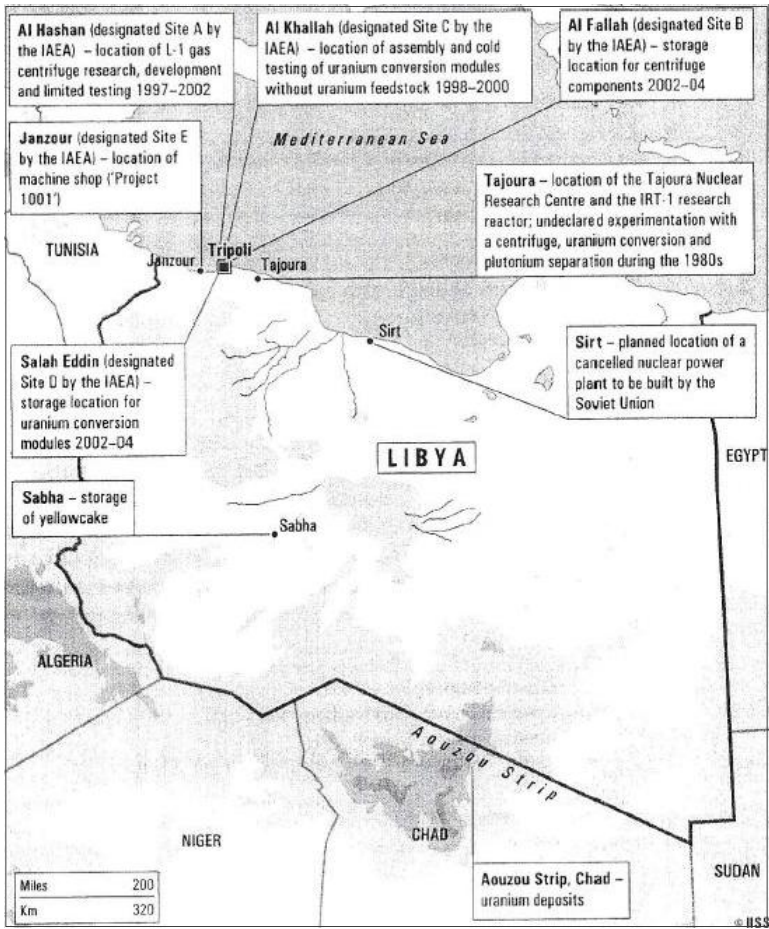 Al Hashan (designated Site A by
the IAEA) – location of L-1 gas
centrifuge research, development
and limited testing 1997–2002
Al Khallah (designated Site C by the
IAEA) – location of assembly and cold
testing of uranium conversion modules
without uranium feedstock 1998–2000
Al Fallah (designated Site B
by the IAEA) – storage
location for centrifuge
components 2002–04
Janzour (designated Site E
by the IAEA) – location of
machine shop ('Project
1001')
Mediterranean Sea
Tajoura – location of the Tajoura Nuclear
Research Centre and the IRT-1 research
reactor; undeclared experimentation with
a centrifuge, uranium conversion and
plutonium separation during the 1980s
TUNISIA
Janzour
Tripoli
Tajoura
Sirt
Salah Eddin (designated
Site D by the IAEA) –
storage location for
uranium conversion
modules 2002–04
Sirt – planned location of a
cancelled nuclear power
plant to be built by the
Soviet Union
LIBYA
EGYPT
Sabha – storage
of yellowcake
Sabha
ALGERIA
Aouzou Strip
NIGER
CHAD
SUDAN
Aouzou Strip, Chad –
uranium deposits
Miles 200
Km 320
© IISS